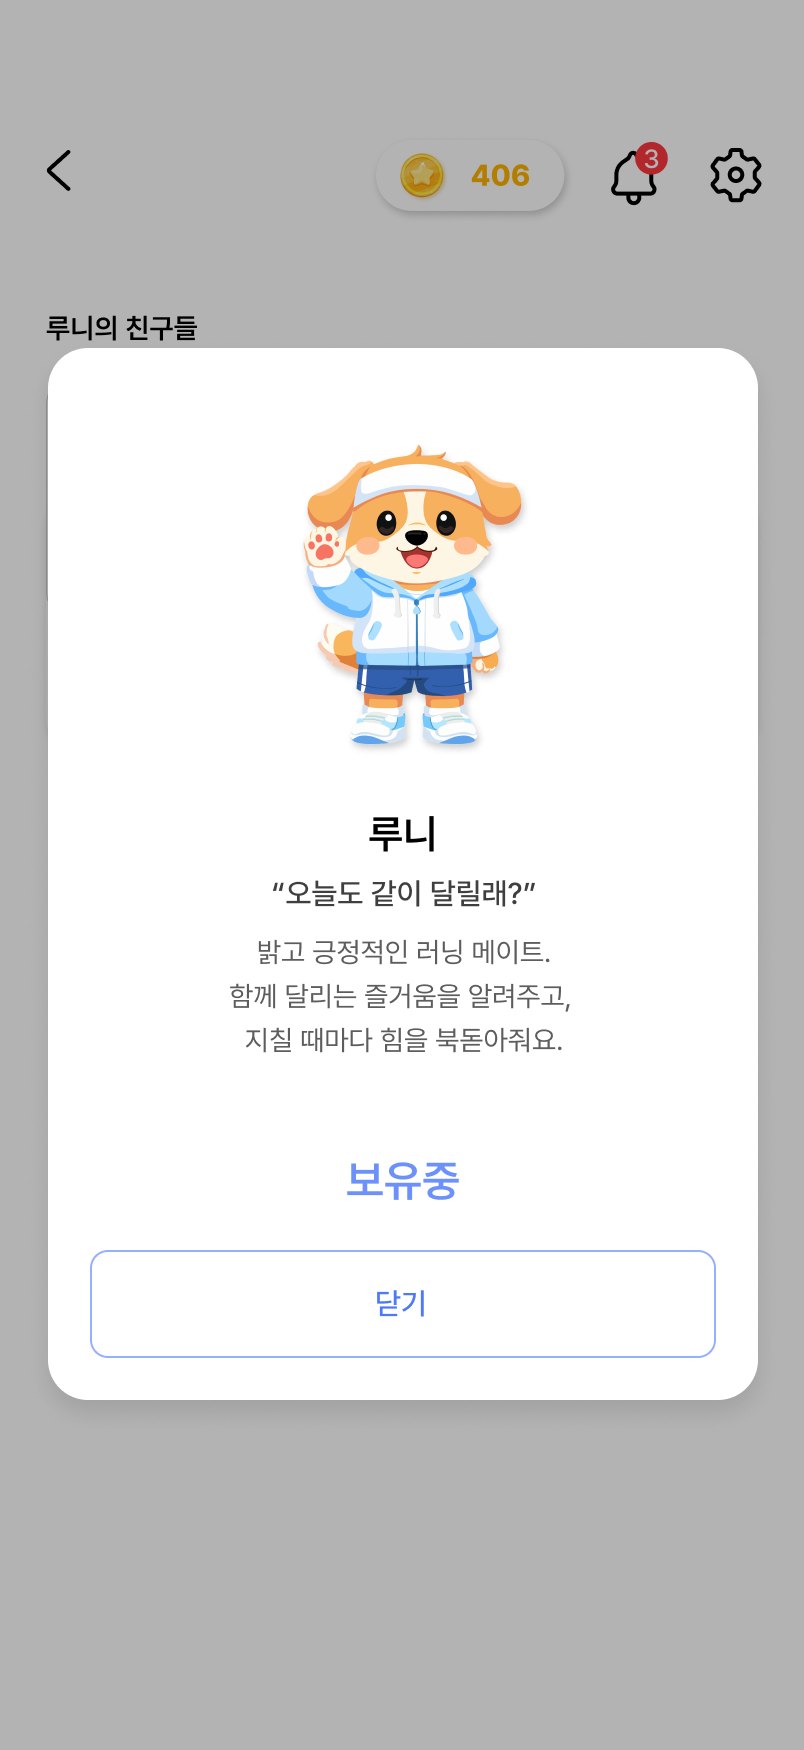 406
3
루니의 친구들
루니
“오늘도 같이 달릴래?”
밝고 긍정적인 러닝 메이트.
함께 달리는 즐거움을 알려주고,
지칠 때마다 힘을 북돋아줘요.
보유중
닫기